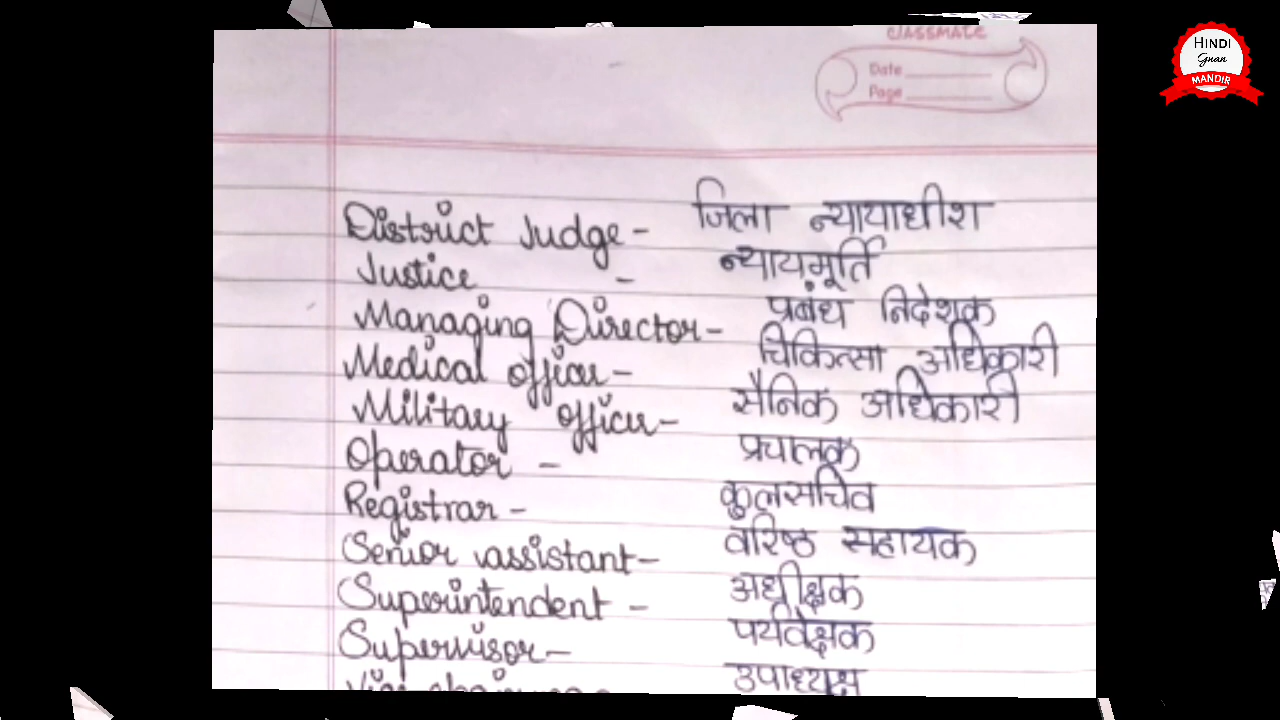 CLASSMATE
Date
Page
HINDI
Gyan
MANDIR
District Judge - जिला न्यायाधीश
Justice - न्यायमूर्ति
Managing Director - प्रबंध निदेशक
Medical officer - चिकित्सा अधिकारी
Military officer - सैनिक अधिकारी
Operator - प्रचालक
Registrar - कुलसचिव
Senior assistant - वरिष्ठ सहायक
Superintendent - अधीक्षक
Supervisor - पर्यवेक्षक
उपाध्यक्ष